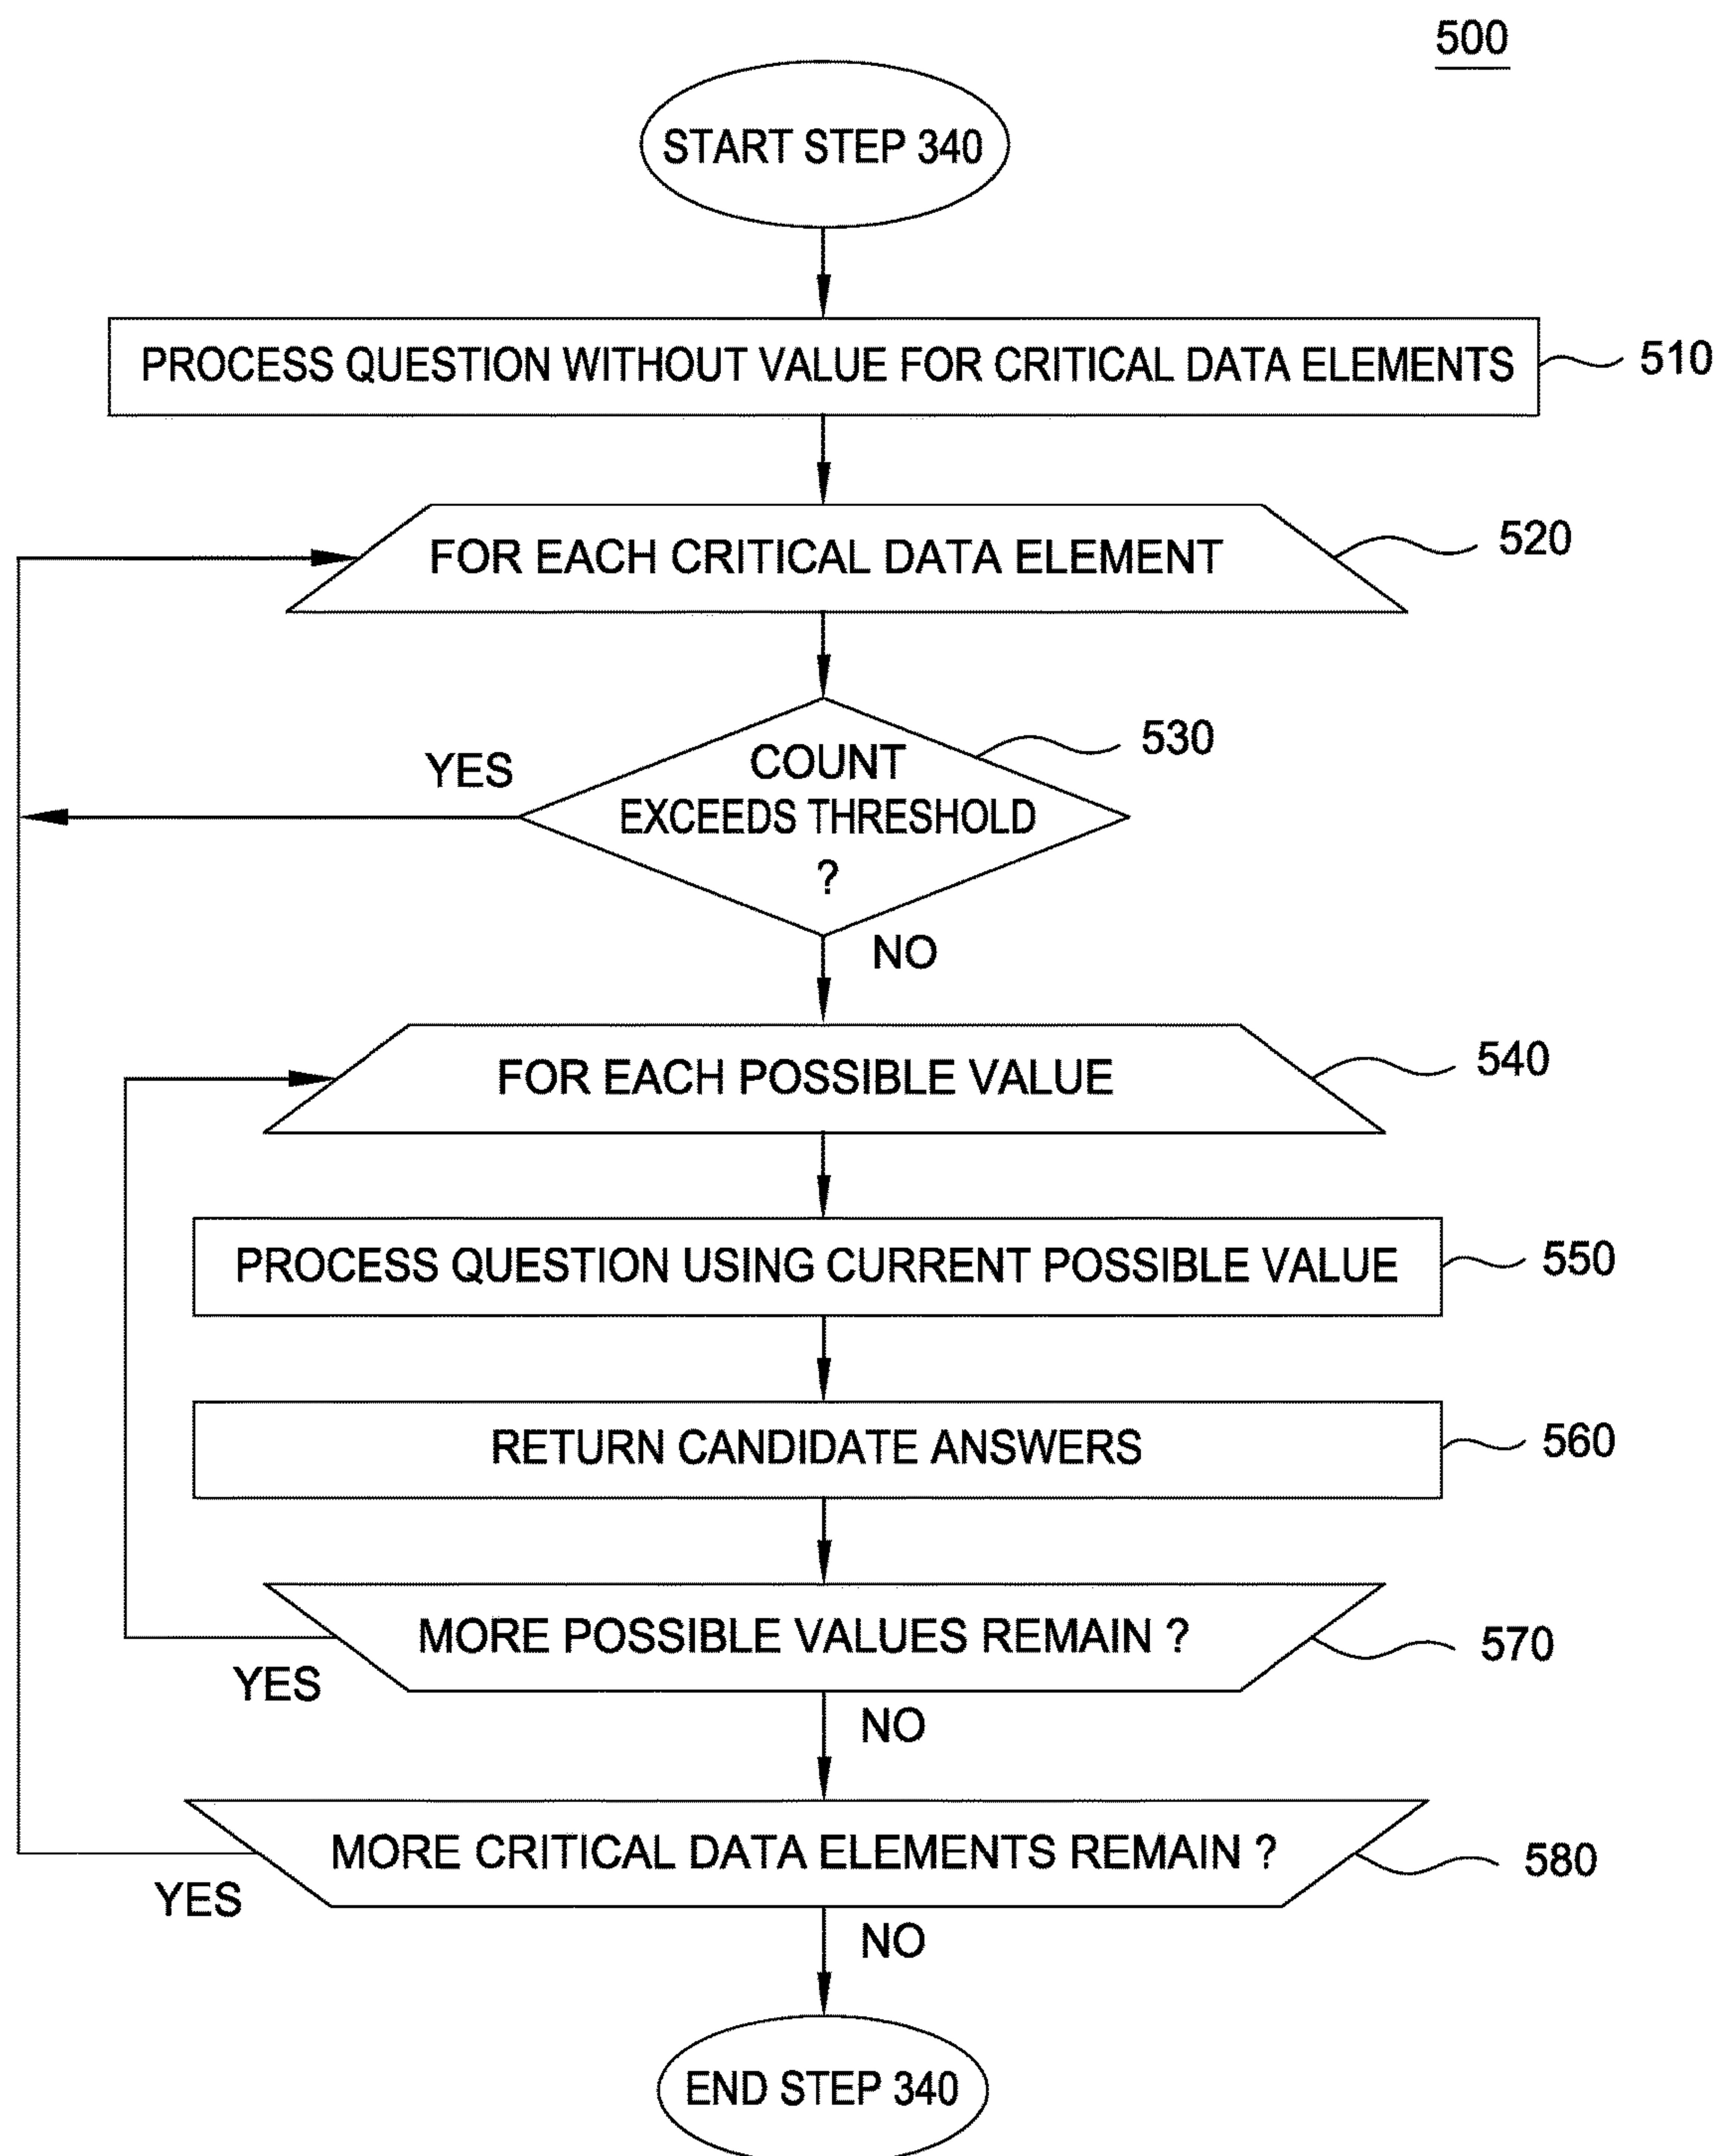 500
START STEP 340
PROCESS QUESTION WITHOUT VALUE FOR CRITICAL DATA ELEMENTS
510
FOR EACH CRITICAL DATA ELEMENT
520
COUNT
EXCEEDS THRESHOLD
?
530
YES
NO
FOR EACH POSSIBLE VALUE
540
PROCESS QUESTION USING CURRENT POSSIBLE VALUE
550
RETURN CANDIDATE ANSWERS
560
MORE POSSIBLE VALUES REMAIN ?
570
YES
NO
MORE CRITICAL DATA ELEMENTS REMAIN ?
580
YES
NO
END STEP 340